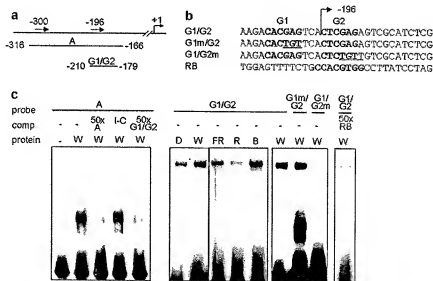 a
-300
-196
+1
-316 A -166
-210 G1/G2 -179
b
-196
G1 G2
G1/G2 AAGACACGAGTCACTCGAGAGTCGCATCTCG
G1m/G2 AAGACACTGTTCACTCGAGAGTCGCATCTCG
G1/G2m AAGACACGAGTCACTCTGTTGTCGCATCTCG
RB TGGAGTTTTCTGCCACGTGGCCTTATCCTAG
c
probe A G1/G2 G1m/G2 G1/G2m G1/G2
comp. - - 50x A I-C 50x G1/G2 - - - - - - - - 50x RB
protein - W W W W D W FR R B W W W W